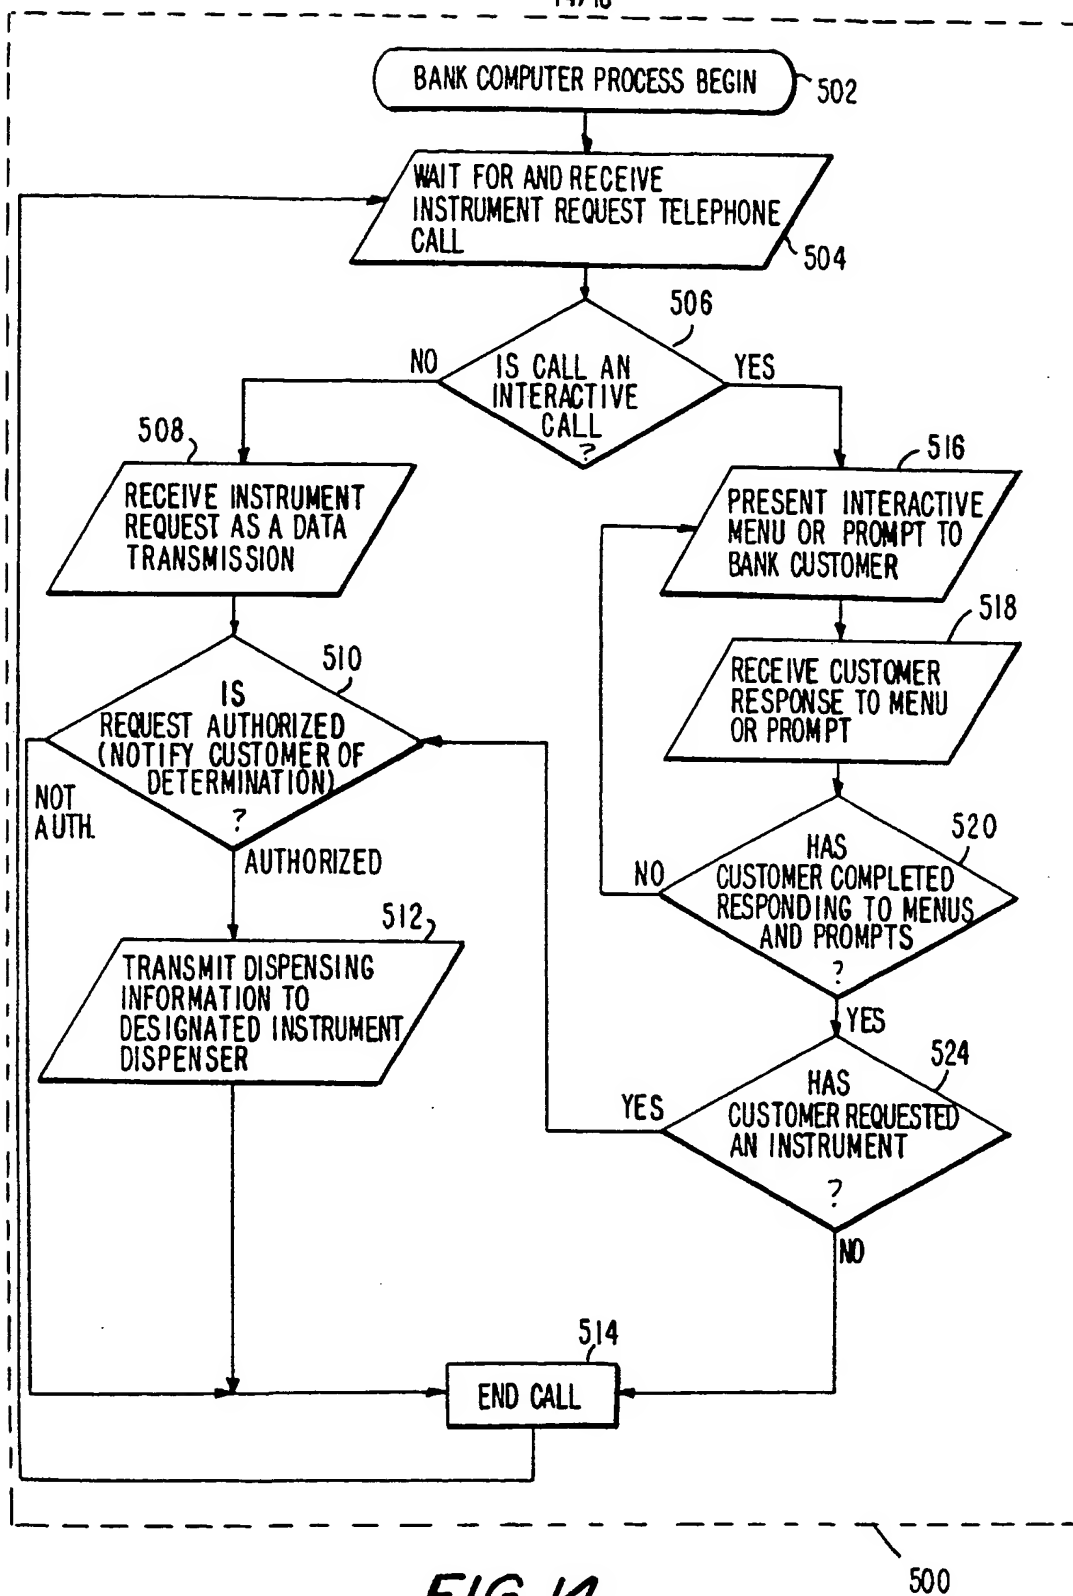 BANK COMPUTER PROCESS BEGIN
502
WAIT FOR AND RECEIVE
INSTRUMENT REQUEST TELEPHONE
CALL
504
506
NO
IS CALL AN
INTERACTIVE
CALL
?
YES
508
RECEIVE INSTRUMENT
REQUEST AS A DATA
TRANSMISSION
516
PRESENT INTERACTIVE
MENU OR PROMPT TO
BANK CUSTOMER
518
RECEIVE CUSTOMER
RESPONSE TO MENU
OR PROMPT
510
IS
REQUEST AUTHORIZED
(NOTIFY CUSTOMER OF
DETERMINATION)
?
NOT
AUTH.
AUTHORIZED
520
HAS
CUSTOMER COMPLETED
RESPONDING TO MENUS
AND PROMPTS
?
NO
YES
512
TRANSMIT DISPENSING
INFORMATION TO
DESIGNATED INSTRUMENT
DISPENSER
524
HAS
CUSTOMER REQUESTED
AN INSTRUMENT
?
YES
NO
514
END CALL
500